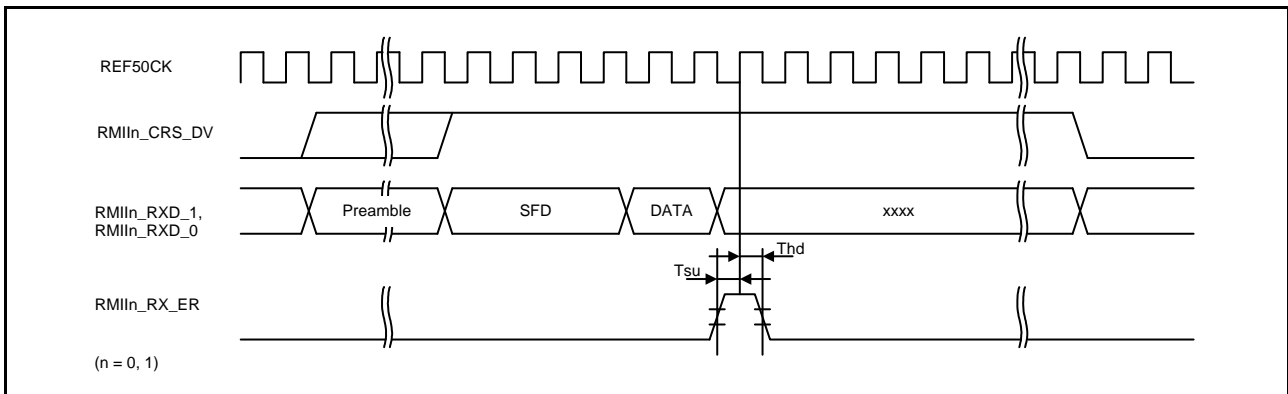 REF50CK
RMIIn_CRS_DV
RMIIn_RXD_1,
RMIIn_RXD_0
Preamble
SFD
DATA
xxxx
Thd
Tsu
RMIIn_RX_ER
(n = 0, 1)